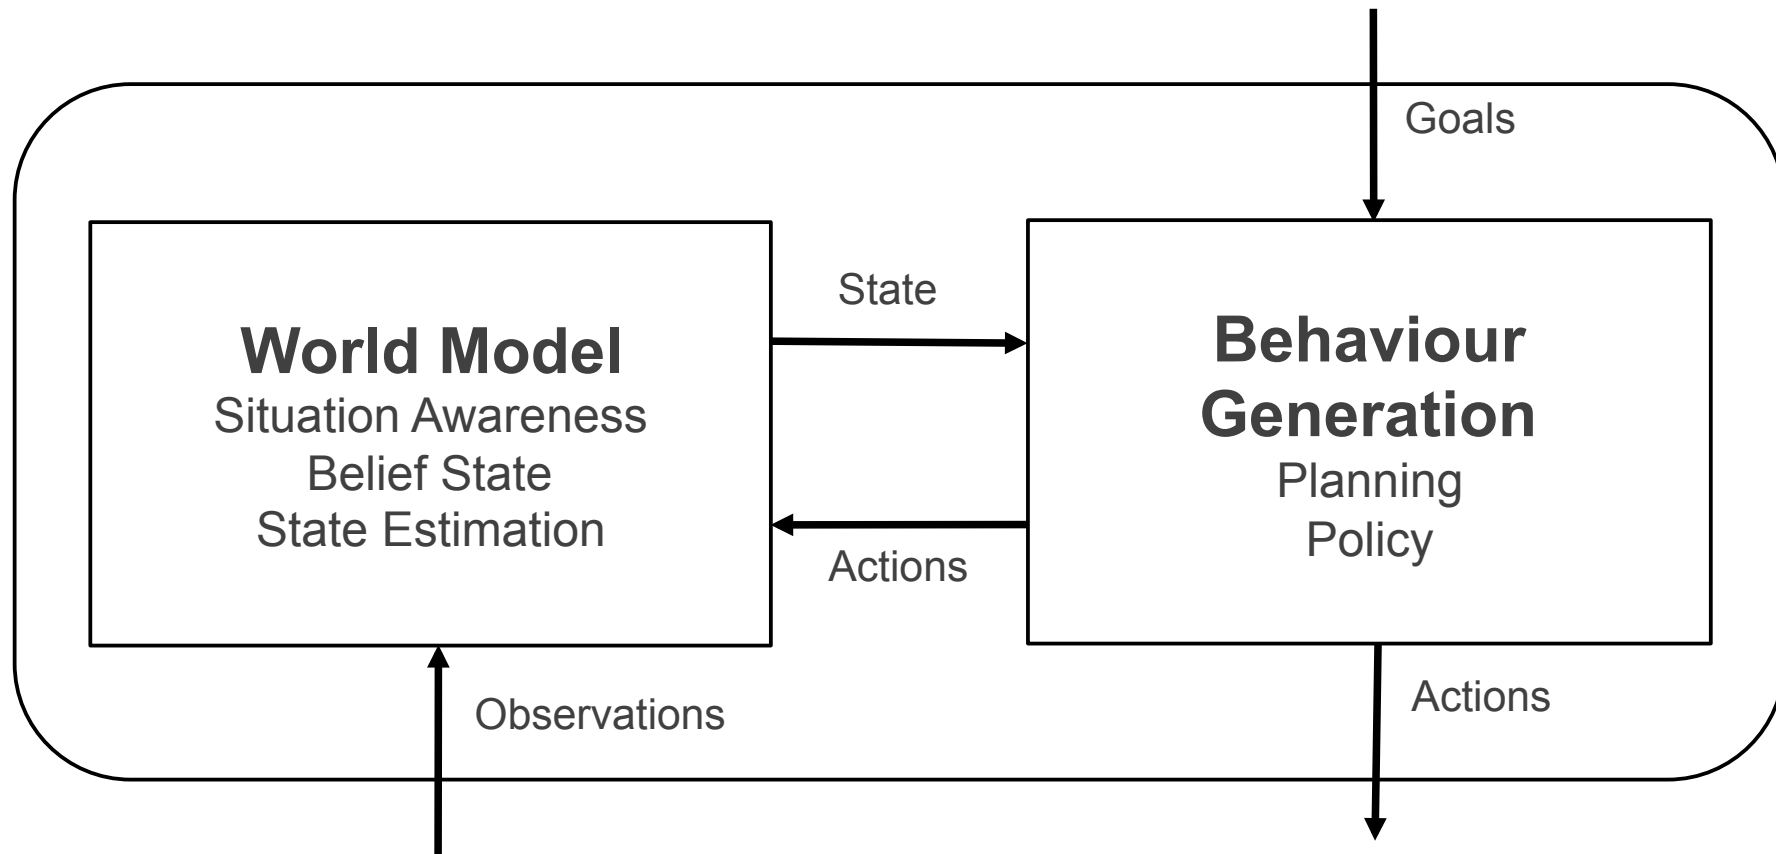 Goals
World Model
Situation Awareness
Belief State
State Estimation
State
Actions
Behaviour
Generation
Planning
Policy
Observations
Actions